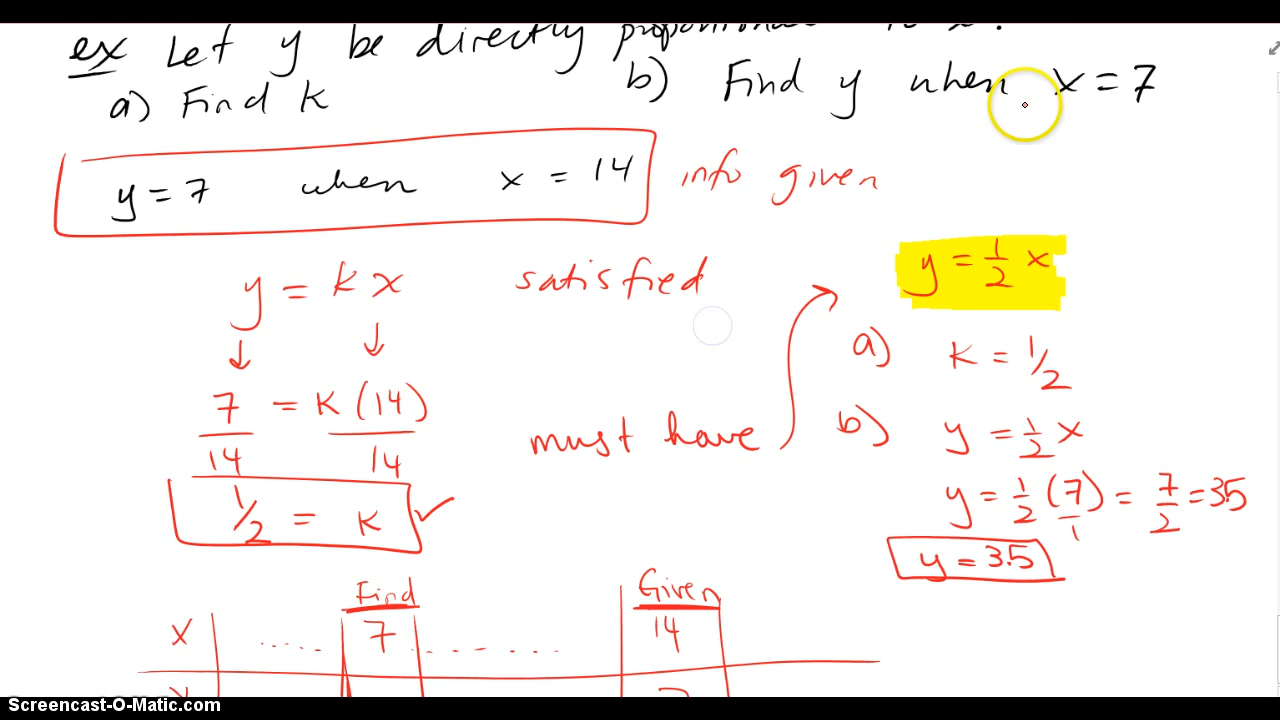 ex Let y be directly proportional to x.
a) Find k
b) Find y when x = 7
y = 7 when x = 14 info given
y = kx satisfied
7 = k (14)
14 14
1/2 = k ✓
must have
y = 1/2 x
a) k = 1/2
b) y = 1/2 x
y = 1/2 (7)/1 = 7/2 = 3.5
y = 3.5
Find Given
x ..... 7 ........ 14
Screencast-O-Matic.com